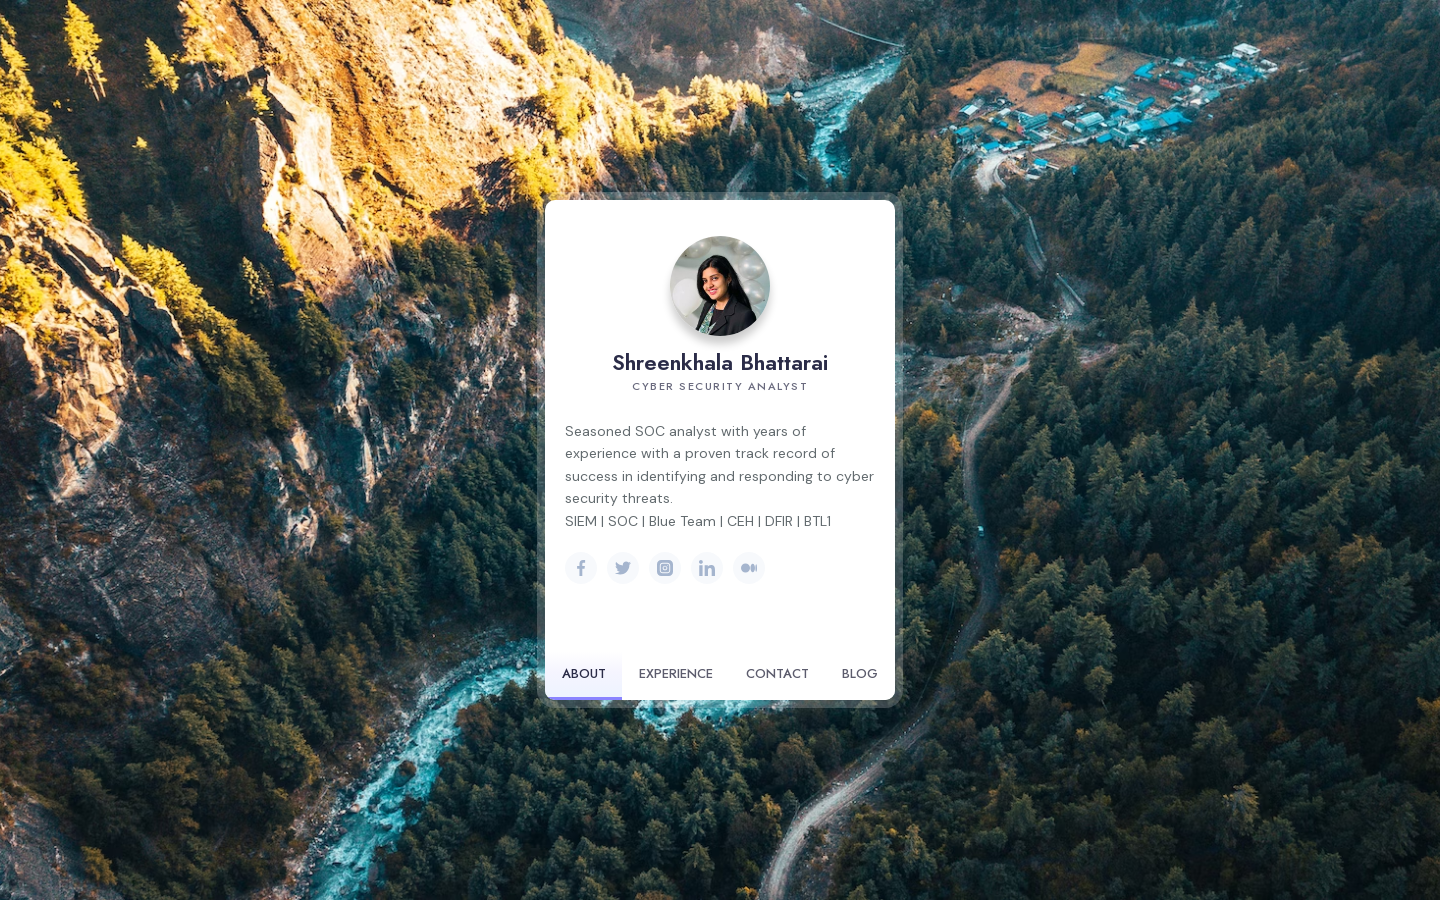 Shreenkhala Bhattarai
CYBER SECURITY ANALYST
Seasoned SOC analyst with years of
experience with a proven track record of
success in identifying and responding to cyber
security threats.
SIEM | SOC | Blue Team | CEH | DFIR | BTL1
ABOUT EXPERIENCE CONTACT BLOG